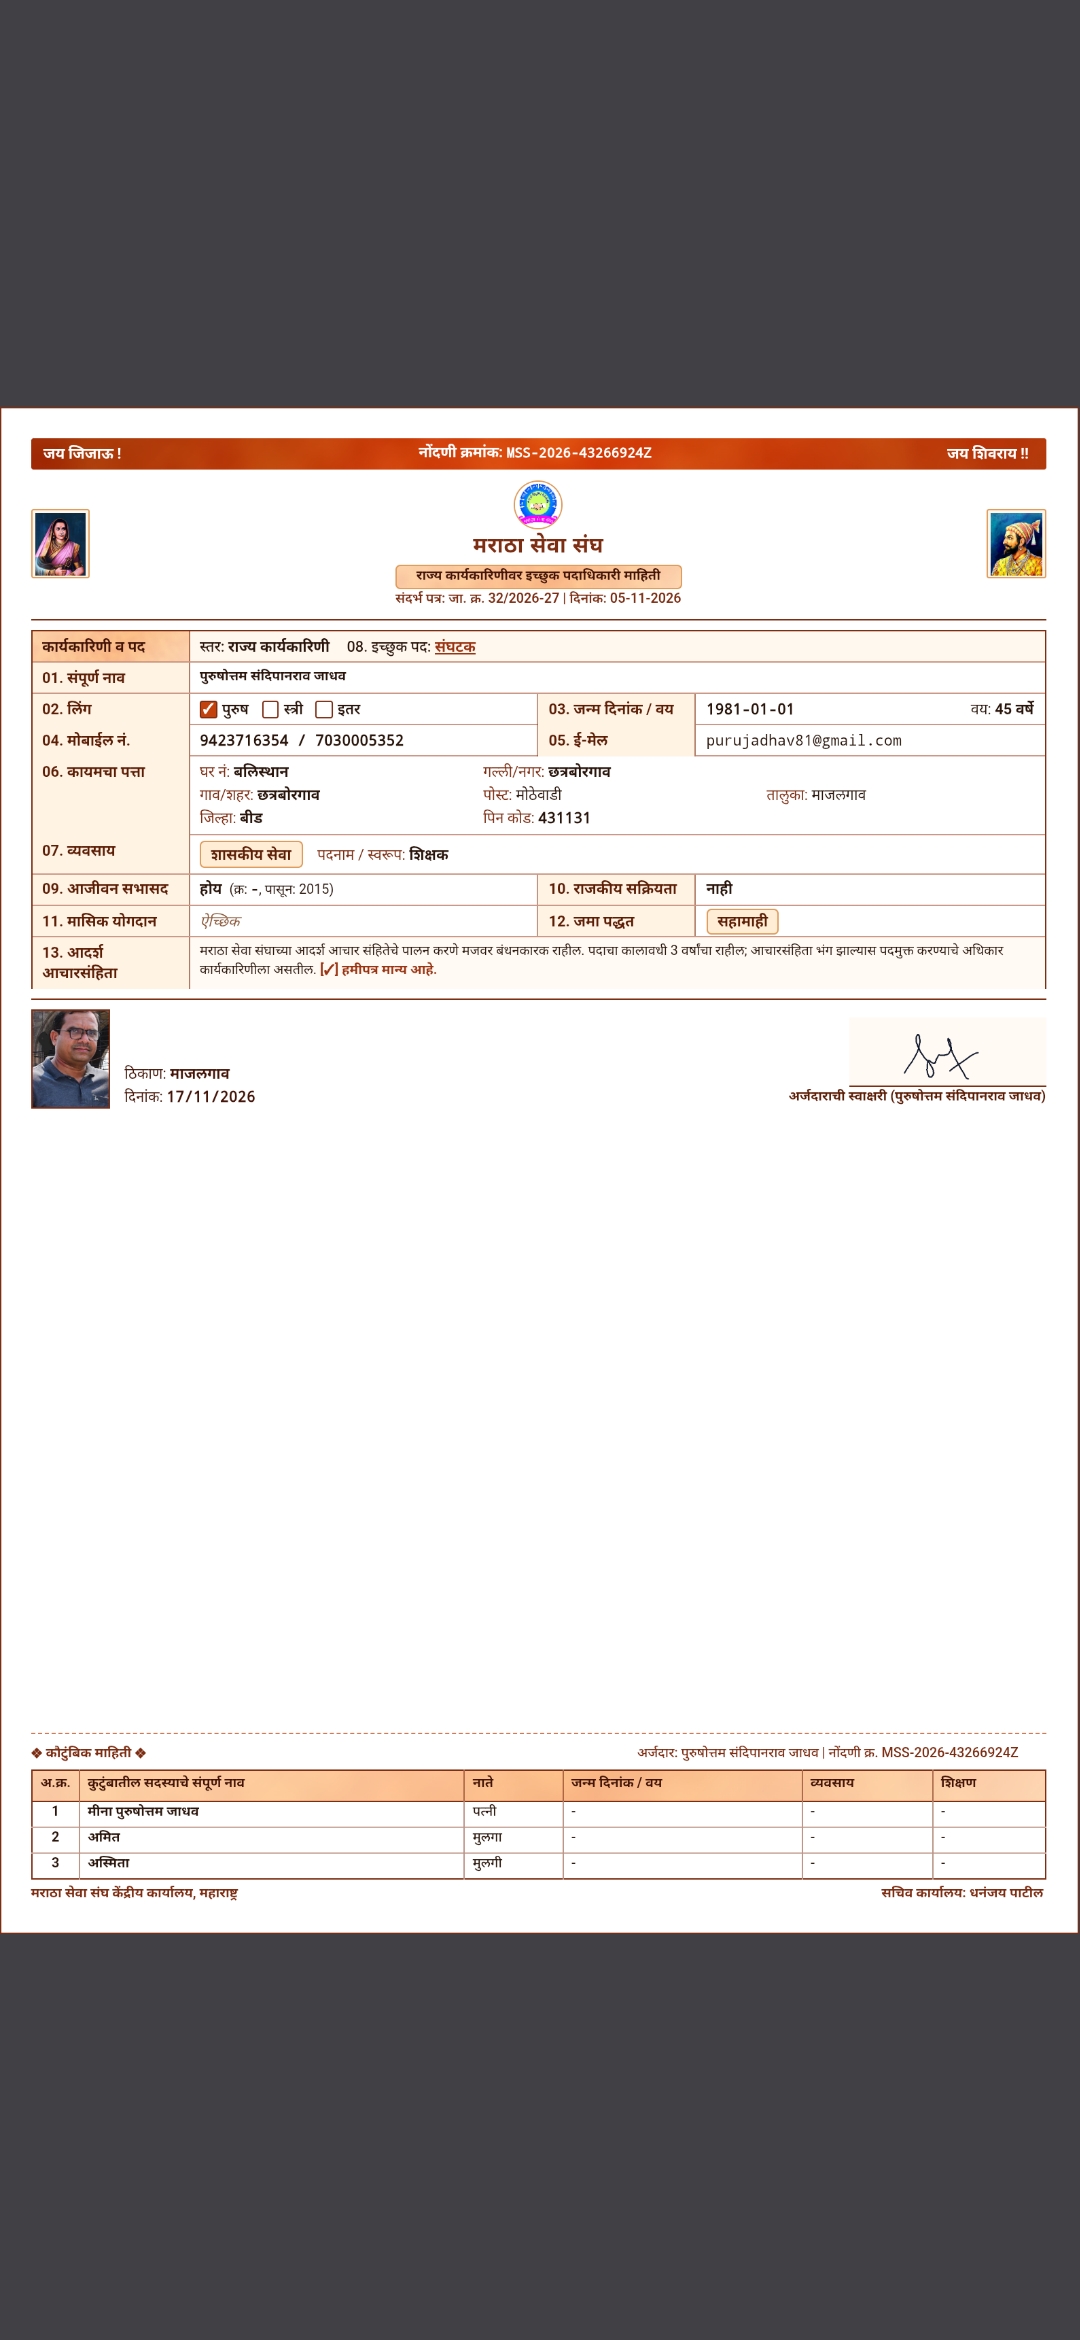 जय जिजाऊ !
नोंदणी क्रमांक: MSS-2026-43266924Z
जय शिवराय !!
मराठा सेवा संघ
राज्य कार्यकारिणीवर इच्छुक पदाधिकारी माहिती
संदर्भ पत्र: जा. क्र. 32/2026-27 | दिनांक: 05-11-2026
कार्यकारिणी व पद स्तर: राज्य कार्यकारिणी 08. इच्छुक पद: संघटक
01. संपूर्ण नाव पुरुषोत्तम संदिपानराव जाधव
02. लिंग ✓ पुरुष स्त्री इतर 03. जन्म दिनांक / वय 1981-01-01 वय: 45 वर्षे
04. मोबाईल नं. 9423716354 / 7030005352 05. ई-मेल purujadhav81@gmail.com
06. कायमचा पत्ता घर नं: बलिस्थान गल्ली/नगर: छत्रबोरगाव
गाव/शहर: छत्रबोरगाव पोस्ट: मोठेवाडी तालुका: माजलगाव
जिल्हा: बीड पिन कोड: 431131
07. व्यवसाय शासकीय सेवा पदनाम / स्वरूप: शिक्षक
09. आजीवन सभासद होय (क्र: -, पासून: 2015) 10. राजकीय सक्रियता नाही
11. मासिक योगदान ऐच्छिक 12. जमा पद्धत सहामाही
13. आदर्श आचारसंहिता मराठा सेवा संघाच्या आदर्श आचार संहितेचे पालन करणे मजवर बंधनकारक राहील. पदाचा कालावधी 3 वर्षांचा राहील; आचारसंहिता भंग झाल्यास पदमुक्त करण्याचे अधिकार
कार्यकारिणीला असतील. [✓] हमीपत्र मान्य आहे.
ठिकाण: माजलगाव
दिनांक: 17/11/2026
अर्जदाराची स्वाक्षरी (पुरुषोत्तम संदिपानराव जाधव)
❖ कौटुंबिक माहिती ❖ अर्जदार: पुरुषोत्तम संदिपानराव जाधव | नोंदणी क्र. MSS-2026-43266924Z
अ.क्र. कुटुंबातील सदस्याचे संपूर्ण नाव नाते जन्म दिनांक / वय व्यवसाय शिक्षण
1 मीना पुरुषोत्तम जाधव पत्नी - - -
2 अमित मुलगा - - -
3 अस्मिता मुलगी - - -
मराठा सेवा संघ केंद्रीय कार्यालय, महाराष्ट्र सचिव कार्यालय: धनंजय पाटील